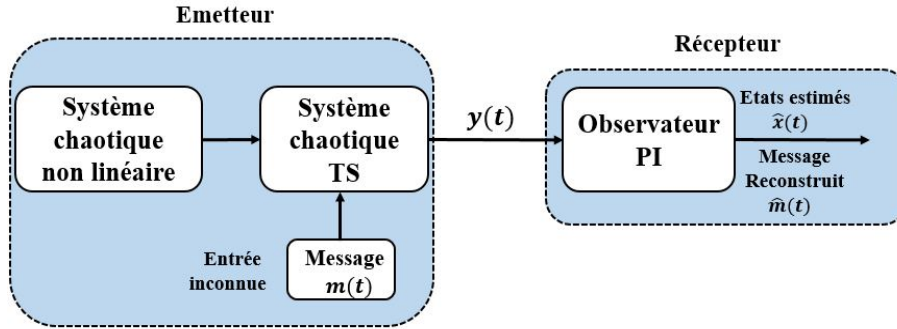 Emetteur
Système
chaotique
non linéaire
Système
chaotique
TS
Entrée
inconnue
Message
m(t)
y(t)
Récepteur
Observateur
PI
Etats estimés
x̂(t)
Message
Reconstruit
m̂(t)